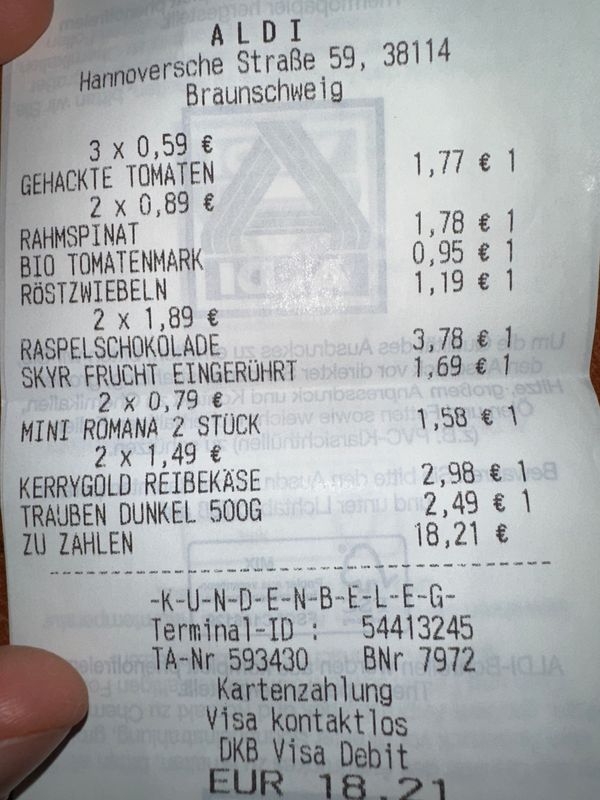 ALDI
Hannoversche Straße 59, 38114
Braunschweig
3 x 0,59 €
GEHACKTE TOMATEN 1,77 € 1
2 x 0,89 €
RAHMSPINAT 1,78 € 1
BIO TOMATENMARK 0,95 € 1
RÖSTZWIEBELN 1,19 € 1
2 x 1,89 €
RASPELSCHOKOLADE 3,78 € 1
SKYR FRUCHT EINGERÜHRT 1,69 € 1
2 x 0,79 €
MINI ROMANA 2 STÜCK 1,58 € 1
2 x 1,49 €
KERRYGOLD REIBEKÄSE 2,98 € 1
TRAUBEN DUNKEL 500G 2,49 € 1
ZU ZAHLEN 18,21 €
-K-U-N-D-E-N-B-E-L-E-G-
Terminal-ID : 54413245
TA-Nr 593430 BNr 7972
Kartenzahlung
Visa kontaktlos
DKB Visa Debit
EUR 18,21